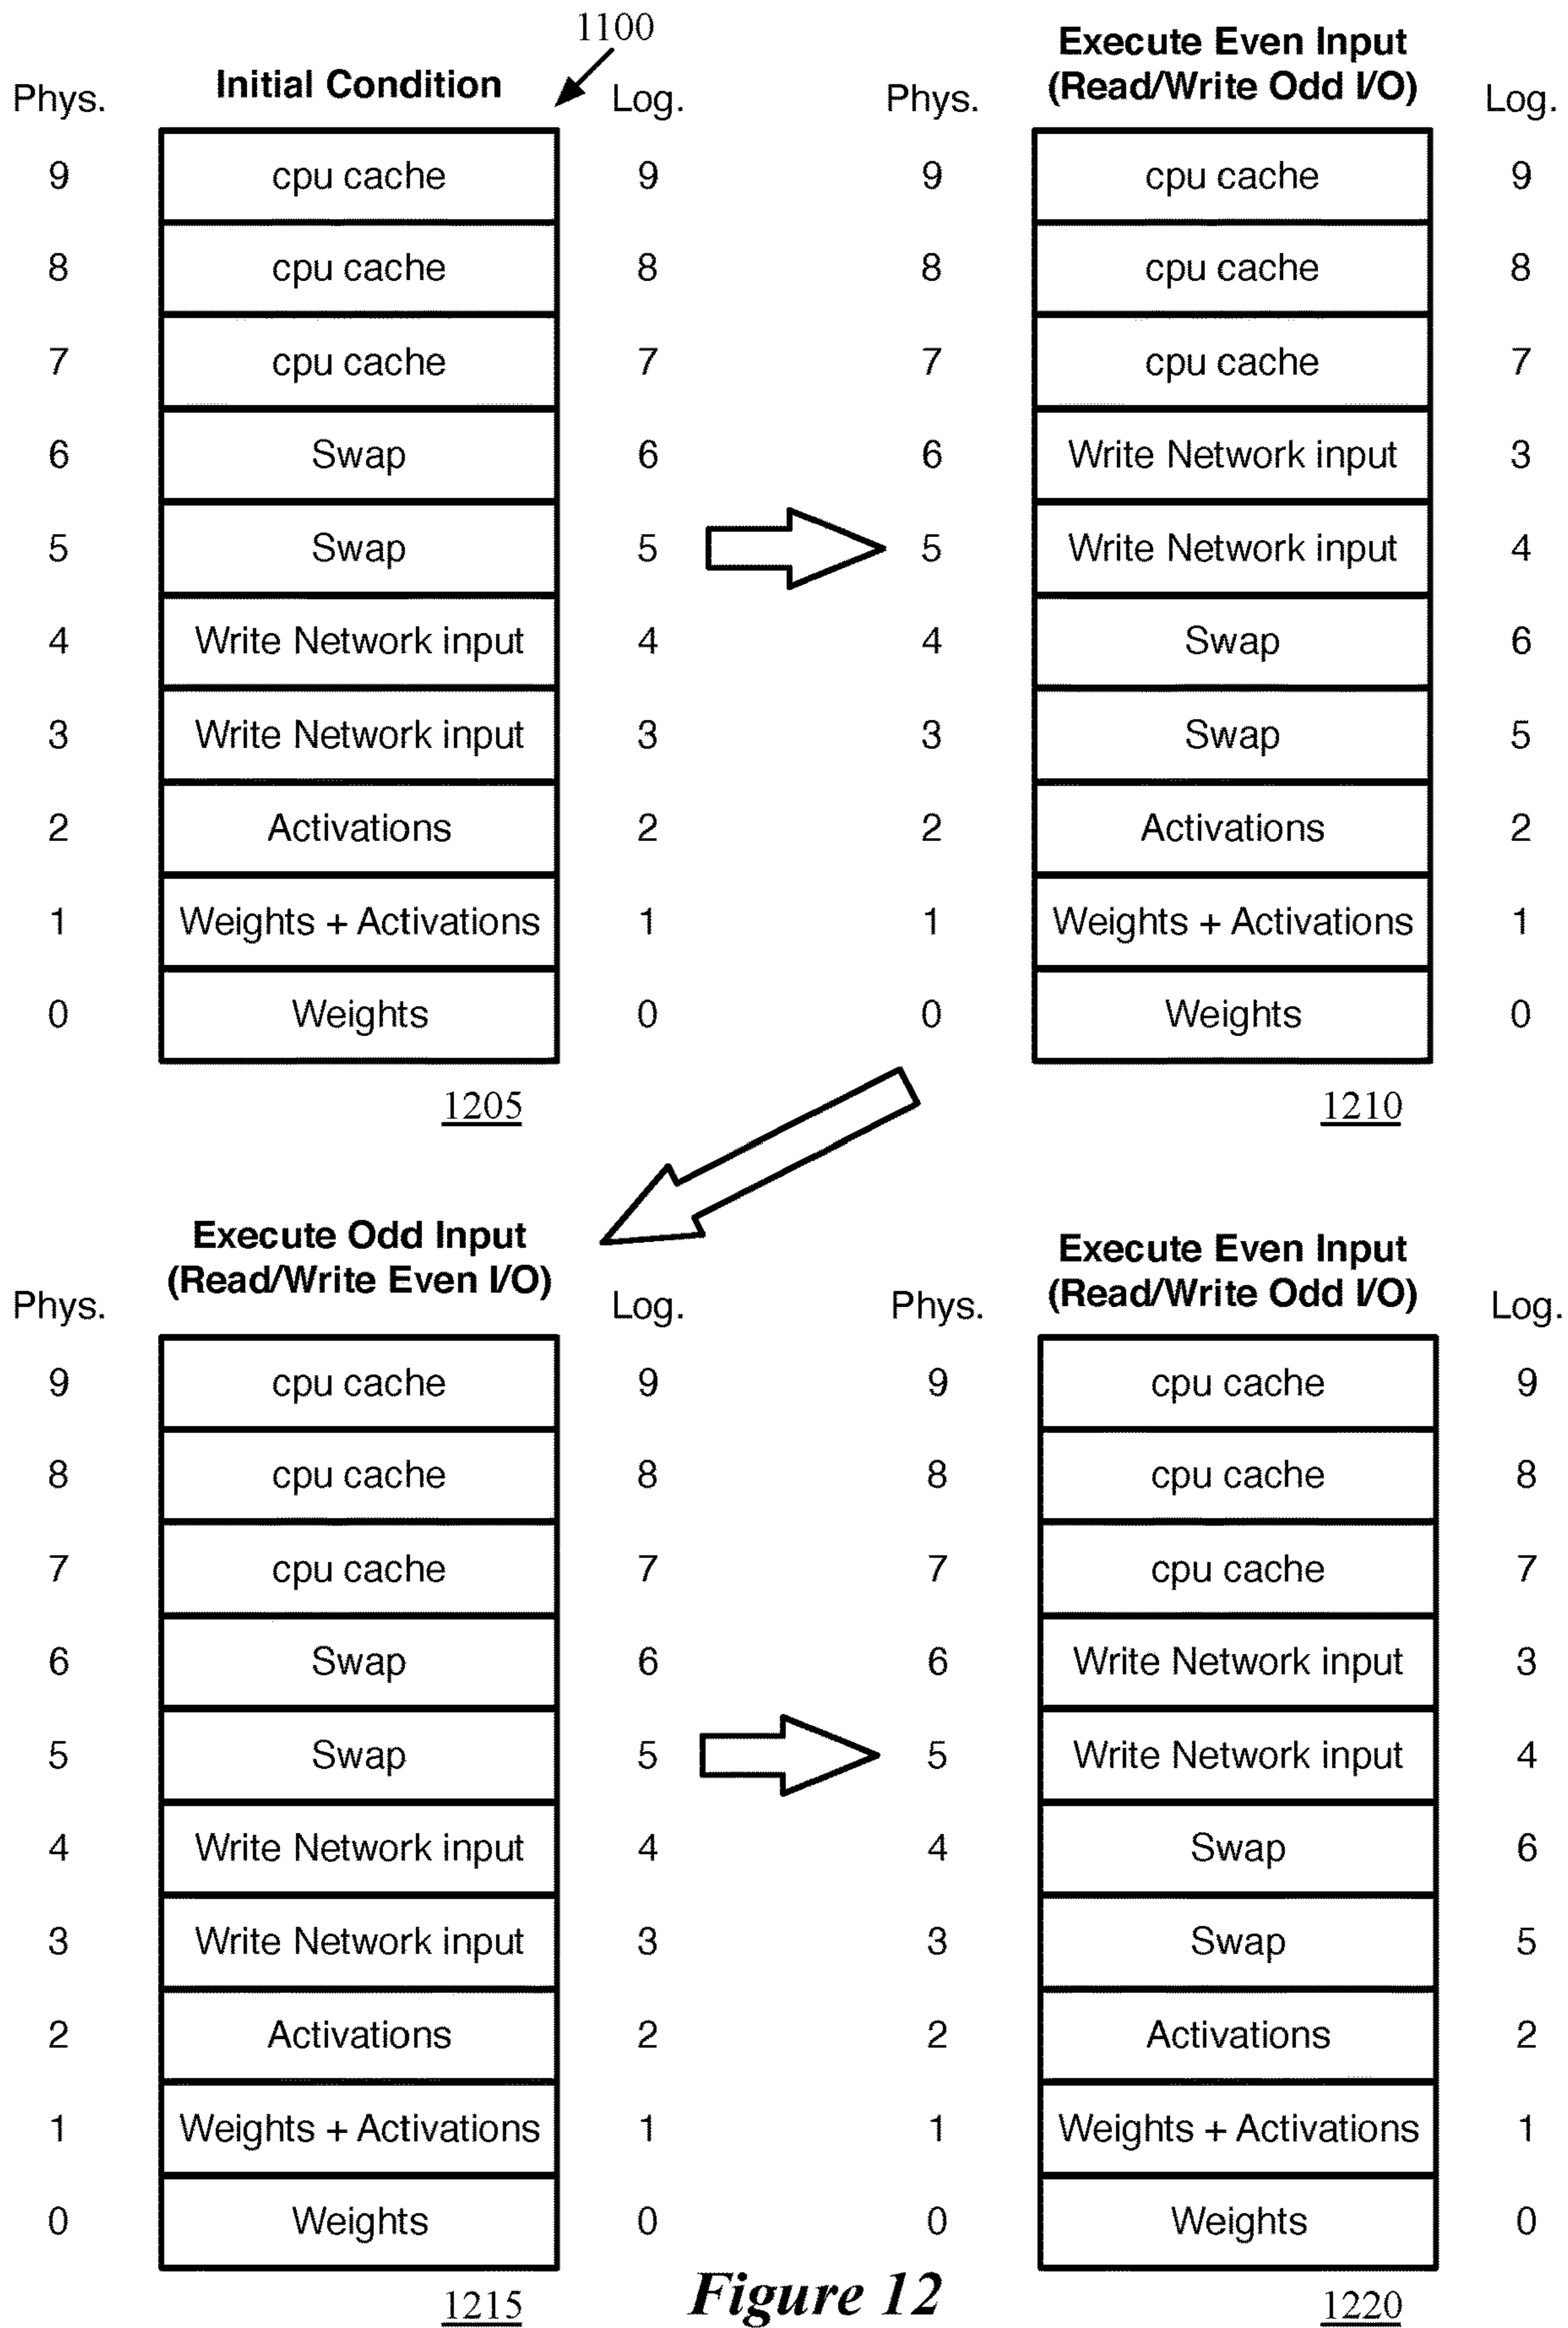 1100
Initial Condition
Phys. Log.
9 cpu cache 9
8 cpu cache 8
7 cpu cache 7
6 Swap 6
5 Swap 5
4 Write Network input 4
3 Write Network input 3
2 Activations 2
1 Weights + Activations 1
0 Weights 0
1205
Execute Even Input
(Read/Write Odd I/O)
Phys. Log.
9 cpu cache 9
8 cpu cache 8
7 cpu cache 7
6 Write Network input 3
5 Write Network input 4
4 Swap 6
3 Swap 5
2 Activations 2
1 Weights + Activations 1
0 Weights 0
1210
Execute Odd Input
(Read/Write Even I/O)
Phys. Log.
9 cpu cache 9
8 cpu cache 8
7 cpu cache 7
6 Swap 6
5 Swap 5
4 Write Network input 4
3 Write Network input 3
2 Activations 2
1 Weights + Activations 1
0 Weights 0
1215
Execute Even Input
(Read/Write Odd I/O)
Phys. Log.
9 cpu cache 9
8 cpu cache 8
7 cpu cache 7
6 Write Network input 3
5 Write Network input 4
4 Swap 6
3 Swap 5
2 Activations 2
1 Weights + Activations 1
0 Weights 0
1220
Figure 12